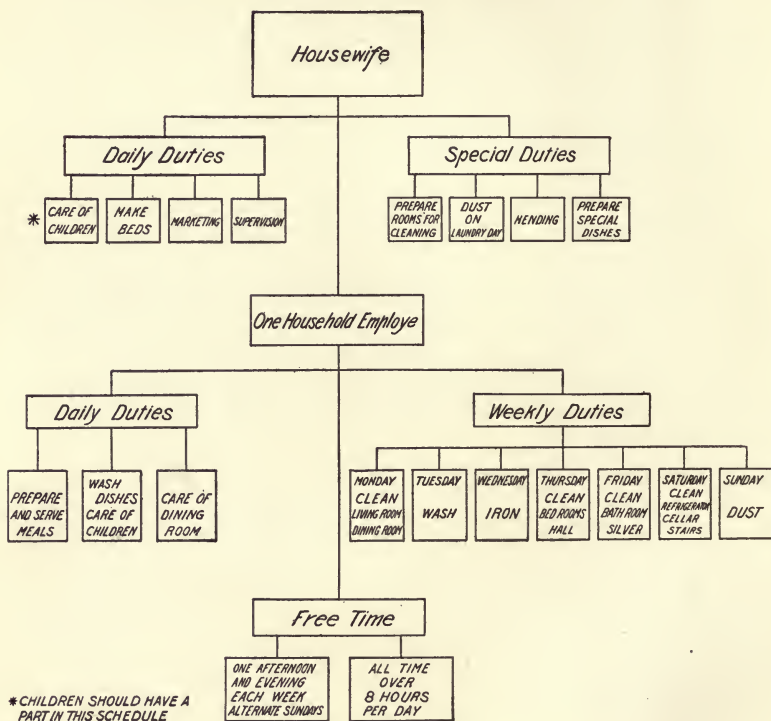 Housewife
Daily Duties
Special Duties
* CARE OF
CHILDREN
MAKE
BEDS
MARKETING
SUPERVISION
PREPARE
ROOMS FOR
CLEANING
DUST
ON
LAUNDRY DAY
MENDING
PREPARE
SPECIAL
DISHES
One Household Employe
Daily Duties
Weekly Duties
PREPARE
AND SERVE
MEALS
WASH
DISHES
CARE OF
CHILDREN
CARE OF
DINING
ROOM
MONDAY
CLEAN
LIVING ROOM
DINING ROOM
TUESDAY
WASH
WEDNESDAY
IRON
THURSDAY
CLEAN
BED ROOMS
HALL
FRIDAY
CLEAN
BATH ROOM
SILVER
SATURDAY
CLEAN
REFRIGERATOR
CELLAR
STAIRS
SUNDAY
DUST
Free Time
ONE AFTERNOON
AND EVENING
EACH WEEK
ALTERNATE SUNDAYS
ALL TIME
OVER
8 HOURS
PER DAY
* CHILDREN SHOULD HAVE A
PART IN THIS SCHEDULE